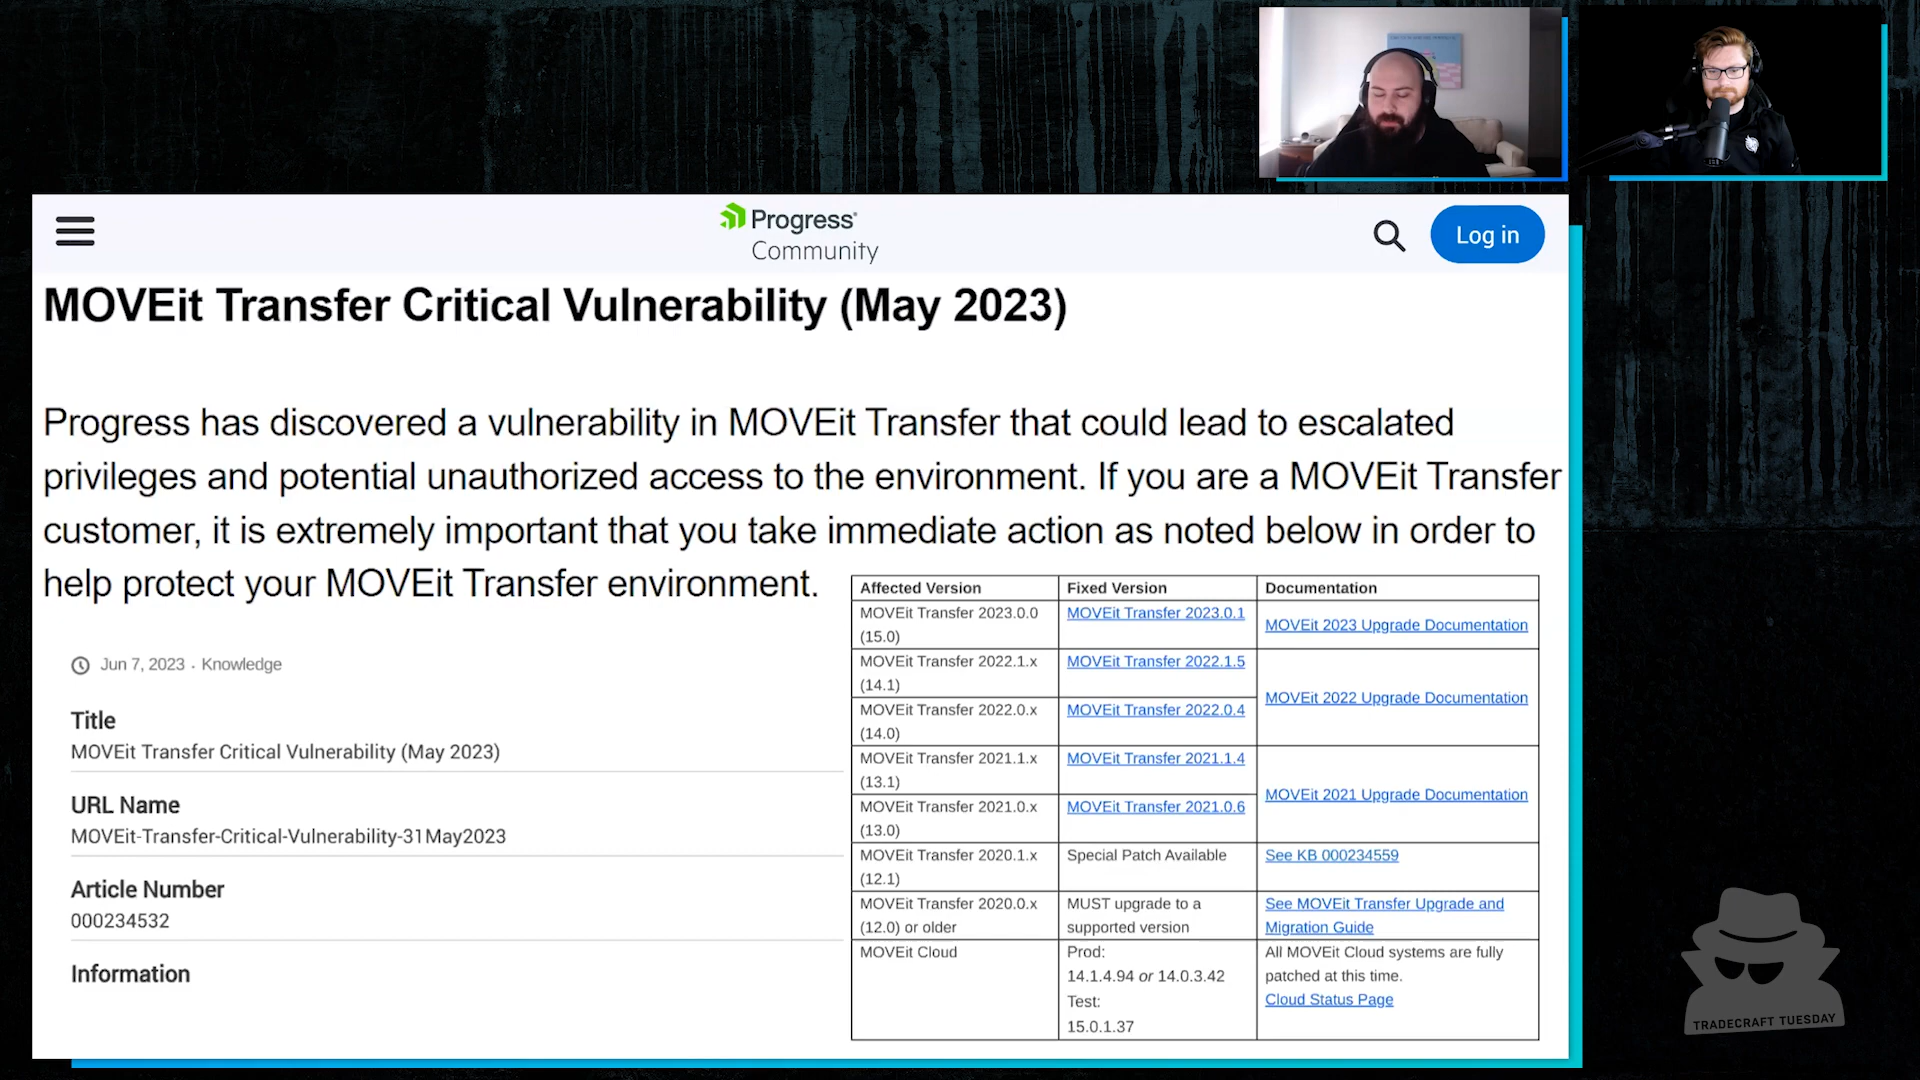 Progress
Community
Log in
MOVEit Transfer Critical Vulnerability (May 2023)
Progress has discovered a vulnerability in MOVEit Transfer that could lead to escalated
privileges and potential unauthorized access to the environment. If you are a MOVEit Transfer
customer, it is extremely important that you take immediate action as noted below in order to
help protect your MOVEit Transfer environment.
Jun 7, 2023 . Knowledge
Title
MOVEit Transfer Critical Vulnerability (May 2023)
URL Name
MOVEit-Transfer-Critical-Vulnerability-31May2023
Article Number
000234532
Information
Affected Version Fixed Version Documentation
MOVEit Transfer 2023.0.0
(15.0)
MOVEit Transfer 2023.0.1
MOVEit 2023 Upgrade Documentation
MOVEit Transfer 2022.1.x
(14.1)
MOVEit Transfer 2022.1.5
MOVEit 2022 Upgrade Documentation
MOVEit Transfer 2022.0.x
(14.0)
MOVEit Transfer 2022.0.4
MOVEit Transfer 2021.1.x
(13.1)
MOVEit Transfer 2021.1.4
MOVEit 2021 Upgrade Documentation
MOVEit Transfer 2021.0.x
(13.0)
MOVEit Transfer 2021.0.6
MOVEit Transfer 2020.1.x
(12.1)
Special Patch Available
See KB 000234559
MOVEit Transfer 2020.0.x
(12.0) or older
MUST upgrade to a
supported version
See MOVEit Transfer Upgrade and
Migration Guide
MOVEit Cloud
Prod:
14.1.4.94 or 14.0.3.42
Test:
15.0.1.37
All MOVEit Cloud systems are fully
patched at this time.
Cloud Status Page
TRADECRAFT TUESDAY